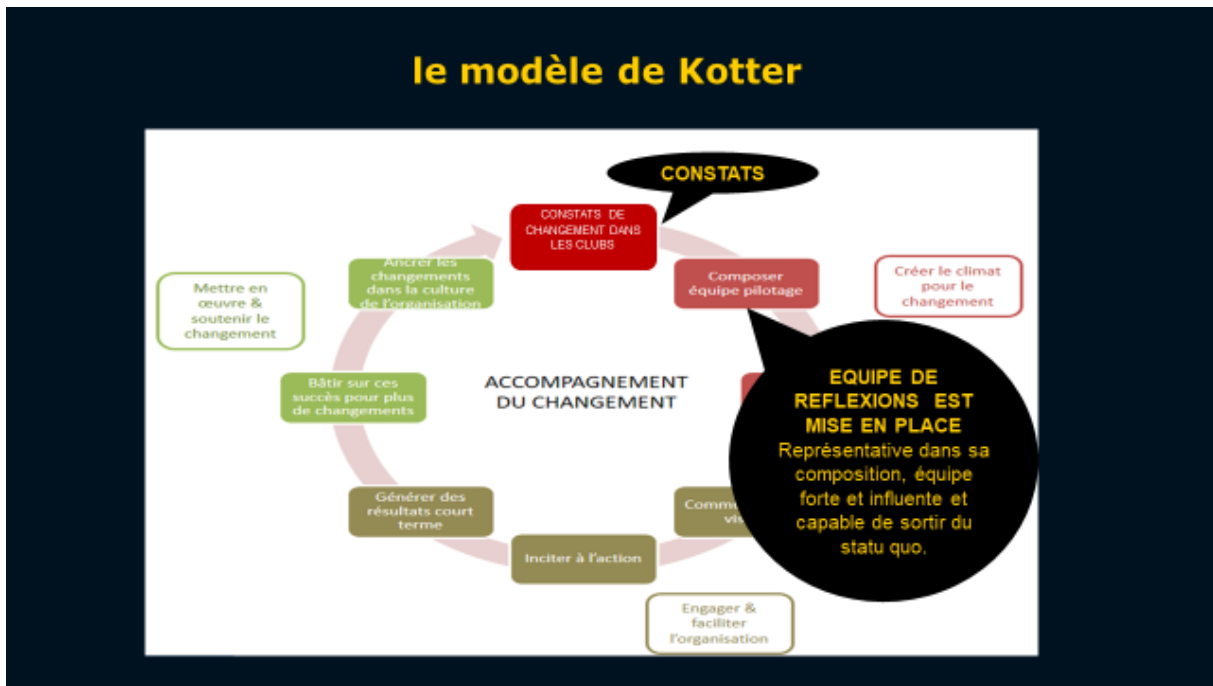 le modèle de Kotter
CONSTATS
CONSTATS DE
CHANGEMENT DANS
LES CLUBS
Composer
équipe pilotage
Créer le climat
pour le
changement
EQUIPE DE
REFLEXIONS EST
MISE EN PLACE
Représentative dans sa
composition, équipe
forte et influente et
capable de sortir du
statu quo.
Inciter à l'action
Engager &
faciliter
l'organisation
Générer des
résultats court
terme
Bâtir sur ces
succès pour plus
de changements
Ancrer les
changements
dans la culture
de l'organisation
Mettre en
œuvre &
soutenir le
changement
ACCOMPAGNEMENT
DU CHANGEMENT